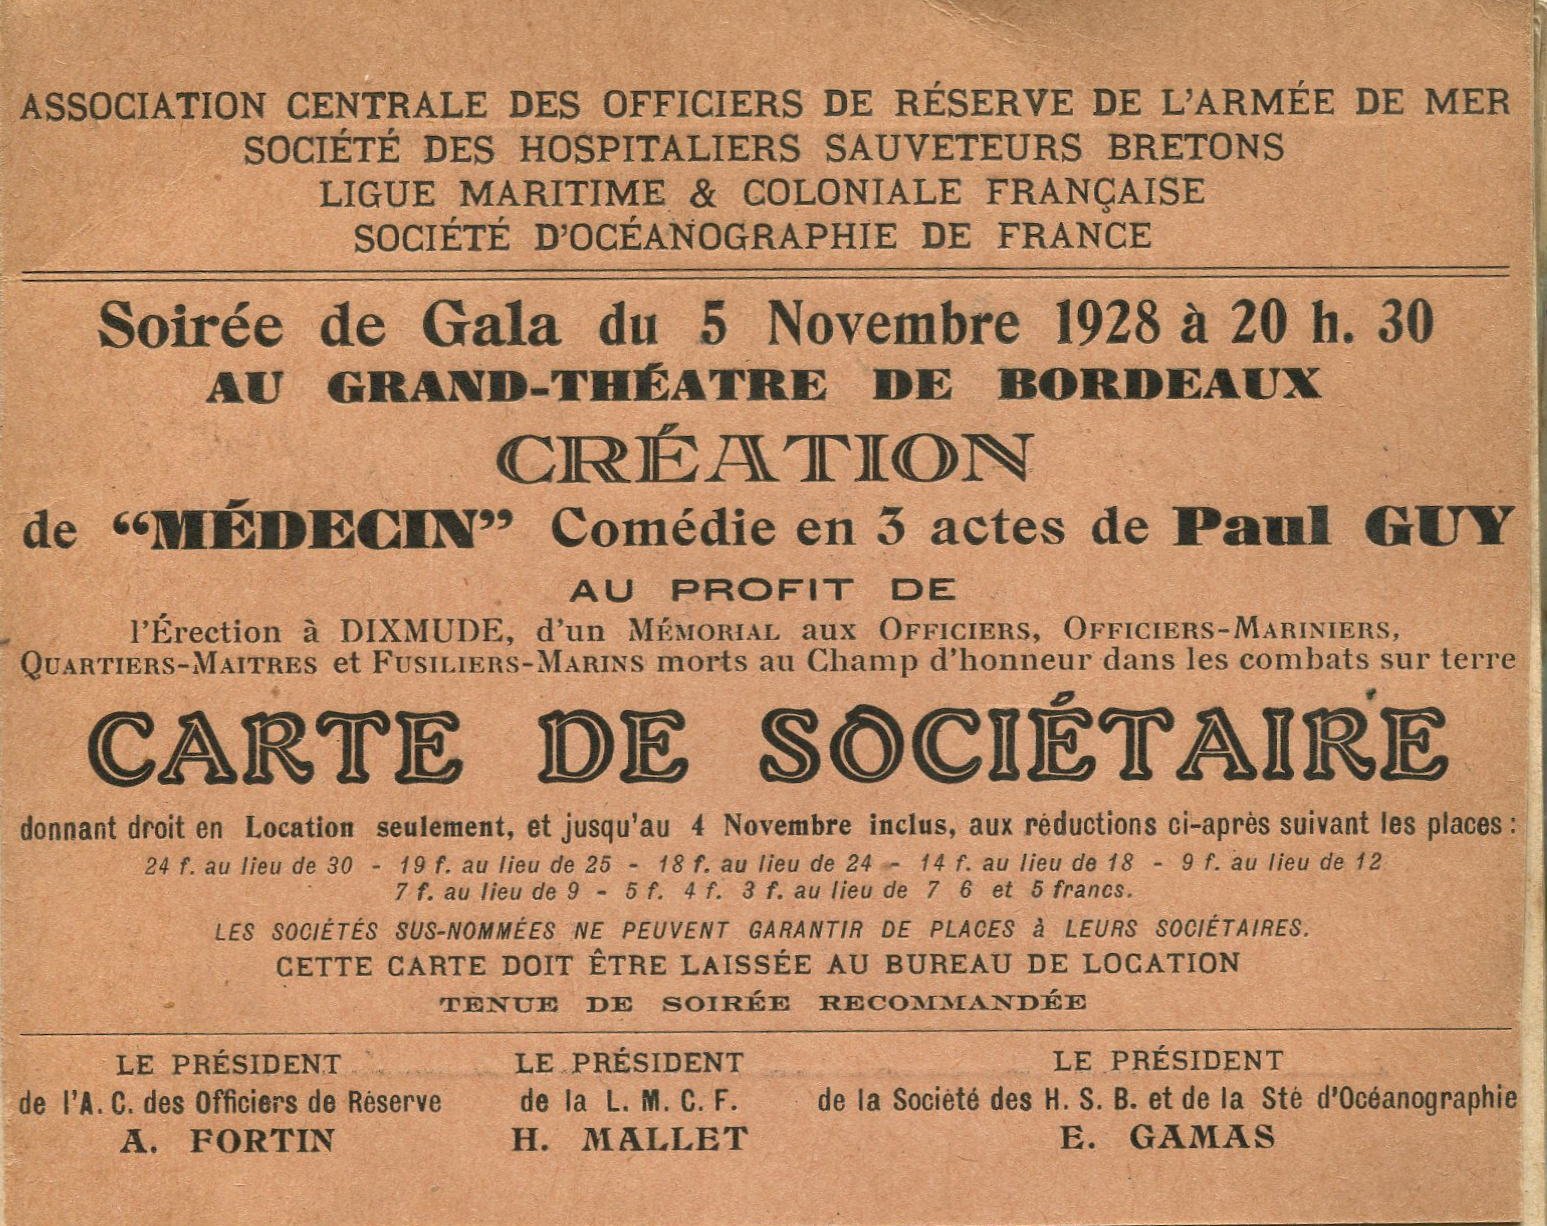 ASSOCIATION CENTRALE DES OFFICIERS DE RÉSERVE DE L'ARMÉE DE MER
SOCIÉTÉ DES HOSPITALIERS SAUVETEURS BRETONS
LIGUE MARITIME & COLONIALE FRANÇAISE
SOCIÉTÉ D'OCÉANOGRAPHIE DE FRANCE
Soirée de Gala du 5 Novembre 1928 à 20 h. 30
AU GRAND-THÉATRE DE BORDEAUX
CRÉATION
de "MÉDECIN" Comédie en 3 actes de Paul GUY
AU PROFIT DE
l'Érection à DIXMUDE, d'un MÉMORIAL aux OFFICIERS, OFFICIERS-MARINIERS,
QUARTIERS-MAITRES et FUSILIERS-MARINS morts au Champ d'honneur dans les combats sur terre
CARTE DE SOCIÉTAIRE
donnant droit en Location seulement, et jusqu'au 4 Novembre inclus, aux réductions ci-après suivant les places :
24 f. au lieu de 30 - 19 f. au lieu de 25 - 18 f. au lieu de 24 - 14 f. au lieu de 18 - 9 f. au lieu de 12
7 f. au lieu de 9 - 5 f. 4 f. 3 f. au lieu de 7 6 et 5 francs.
LES SOCIÉTÉS SUS-NOMMÉES NE PEUVENT GARANTIR DE PLACES à LEURS SOCIÉTAIRES.
CETTE CARTE DOIT ÊTRE LAISSÉE AU BUREAU DE LOCATION
TENUE DE SOIRÉE RECOMMANDÉE
LE PRÉSIDENT
de l'A. C. des Officiers de Réserve
A. FORTIN
LE PRÉSIDENT
de la L. M. C. F.
H. MALLET
LE PRÉSIDENT
de la Société des H. S. B. et de la Sté d'Océanographie
E. GAMAS